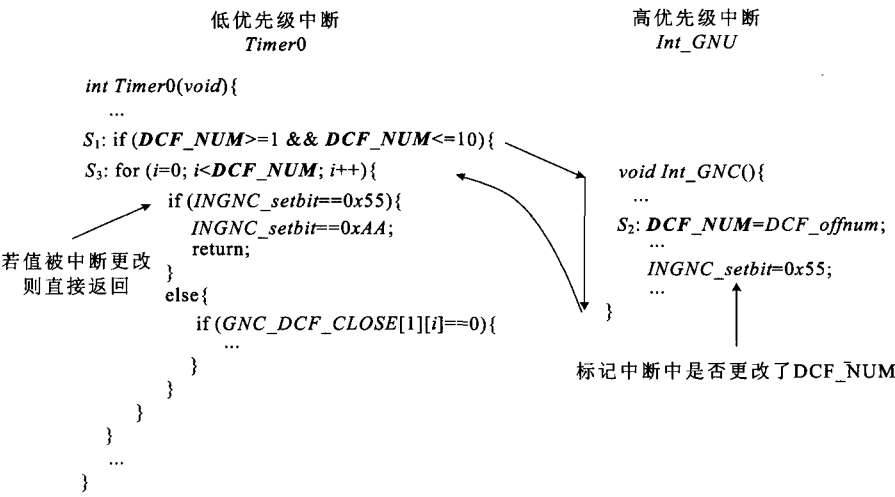 低优先级中断
Timer0
int Timer0(void){
...
S1: if (DCF_NUM>=1 && DCF_NUM<=10){
S3: for (i=0; i<DCF_NUM; i++){
if (INGNC_setbit==0x55){
INGNC_setbit==0xAA;
return;
}
else{
if (GNC_DCF_CLOSE[1][i]==0){
...
}
}
}
}
...
}
若值被中断更改
则直接返回
高优先级中断
Int_GNU
void Int_GNC(){
...
S2: DCF_NUM=DCF_offnum;
...
INGNC_setbit=0x55;
...
}
标记中断中是否更改了DCF_NUM